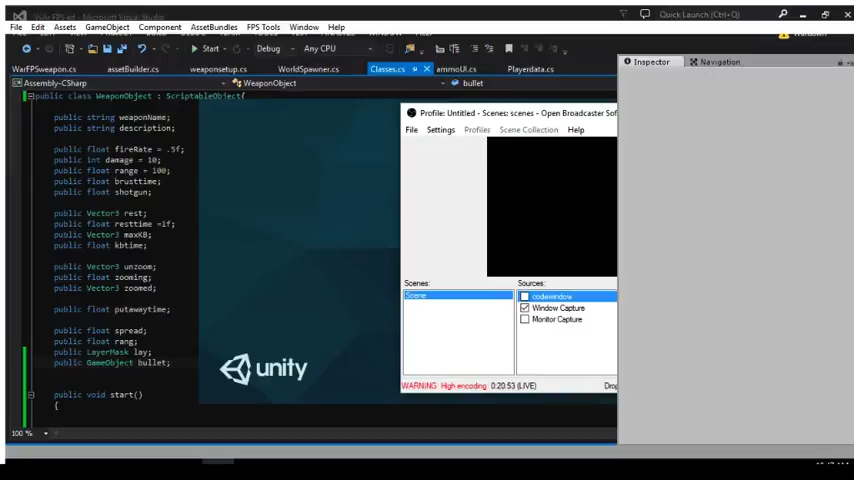 WAr FPS - Microsoft Visual Studio
Quick Launch (Ctrl+Q)
File Edit Assets GameObject Component AssetBundles FPS Tools Window Help
Start Debug Any CPU
WarFPSweapon.cs assetBuilder.cs weaponsetup.cs WorldSpawner.cs Classes.cs ammoUI.cs Playerdata.cs
Inspector Navigation
Assembly-CSharp WeaponObject bullet
public class WeaponObject : ScriptableObject{
public string weaponName;
public string description;
public float fireRate = .5f;
public int damage = 10;
public float range = 100;
public float brusttime;
public float shotgun;
public Vector3 rest;
public float resttime =1f;
public Vector3 maxKB;
public float kbtime;
public Vector3 unzoom;
public float zooming;
public Vector3 zoomed;
public float putawaytime;
public float spread;
public float rang;
public LayerMask lay;
public GameObject bullet;
public void start()
{
100 %
unity
Profile: Untitled - Scenes: scenes - Open Broadcaster Sof
File Settings Profiles Scene Collection Help
Scenes: Sources:
Scene codewindow
Window Capture
Monitor Capture
WARNING High encoding 0:20:53 (LIVE) Drop